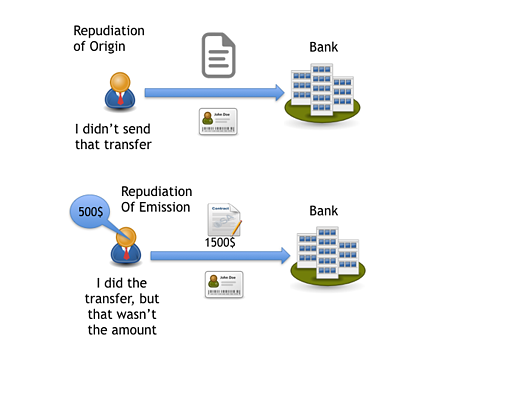 Repudiation
of Origin
Bank
John Doe
I didn't send
that transfer
Repudiation
Of Emission
500$
Contract
1500$
Bank
John Doe
I did the
transfer, but
that wasn't
the amount